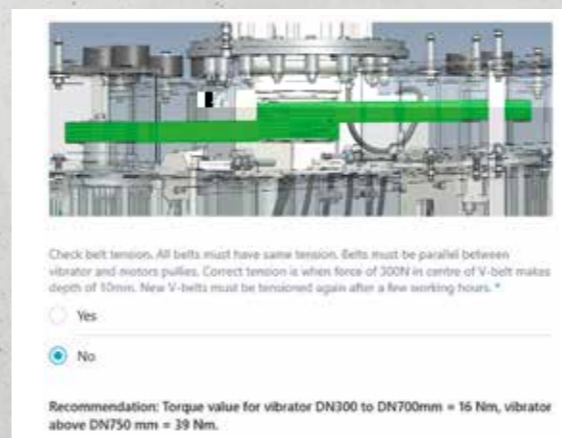 Check belt tension. All belts must have same tension. Belts must be parallel between
vibrator and motors pullies. Correct tension is when force of 300N in centre of V-belt makes
depth of 10mm. New V-belts must be tensioned again after a few working hours. *
Yes
No
Recommendation: Torque value for vibrator DN300 to DN700mm = 16 Nm, vibrator
above DN750 mm = 39 Nm.